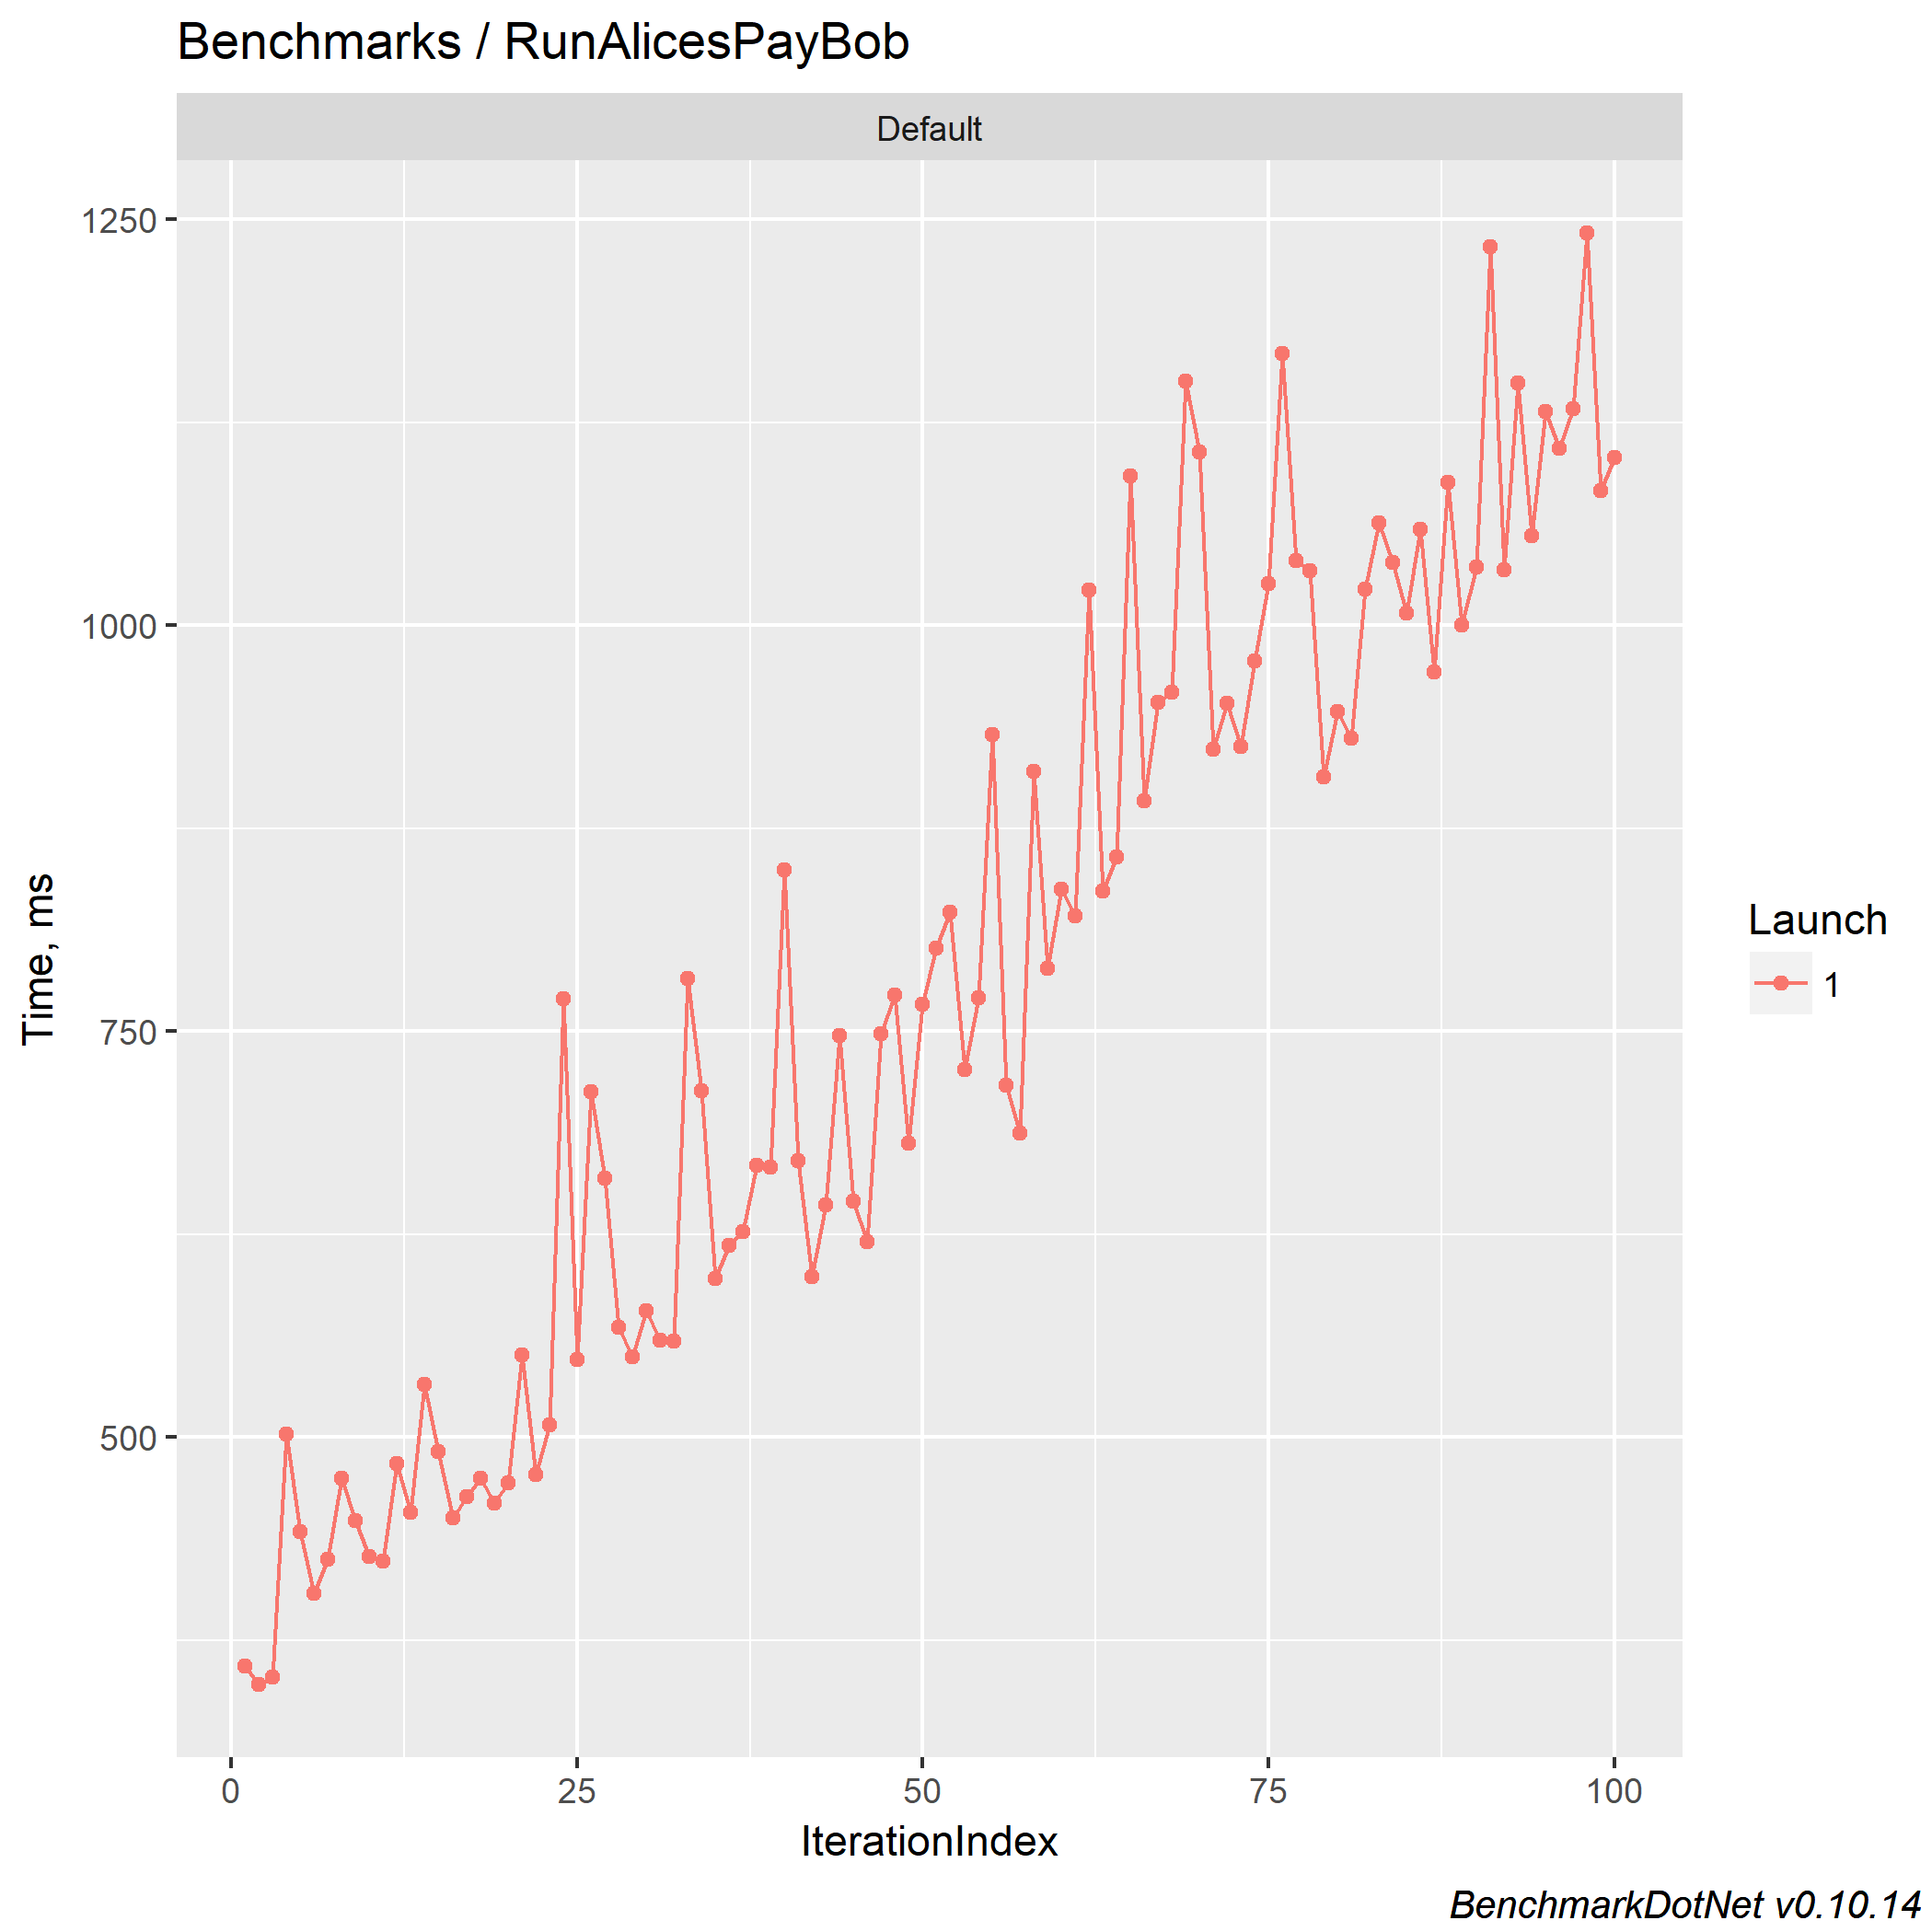 Benchmarks / RunAlicesPayBob
Default
1250
1000
750
500
Time, ms
0 25 50 75 100
IterationIndex
Launch
1
BenchmarkDotNet v0.10.14